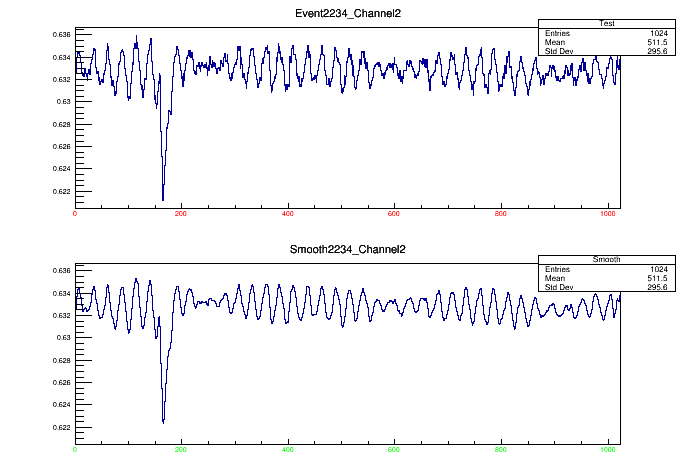 Event2234_Channel2
Test
Entries 1024
Mean 511.5
Std Dev 295.6
0.636
0.634
0.632
0.63
0.628
0.626
0.624
0.622
0 200 400 600 800 1000
Smooth2234_Channel2
Smooth
Entries 1024
Mean 511.5
Std Dev 295.6
0.636
0.634
0.632
0.63
0.628
0.626
0.624
0.622
0 200 400 600 800 1000